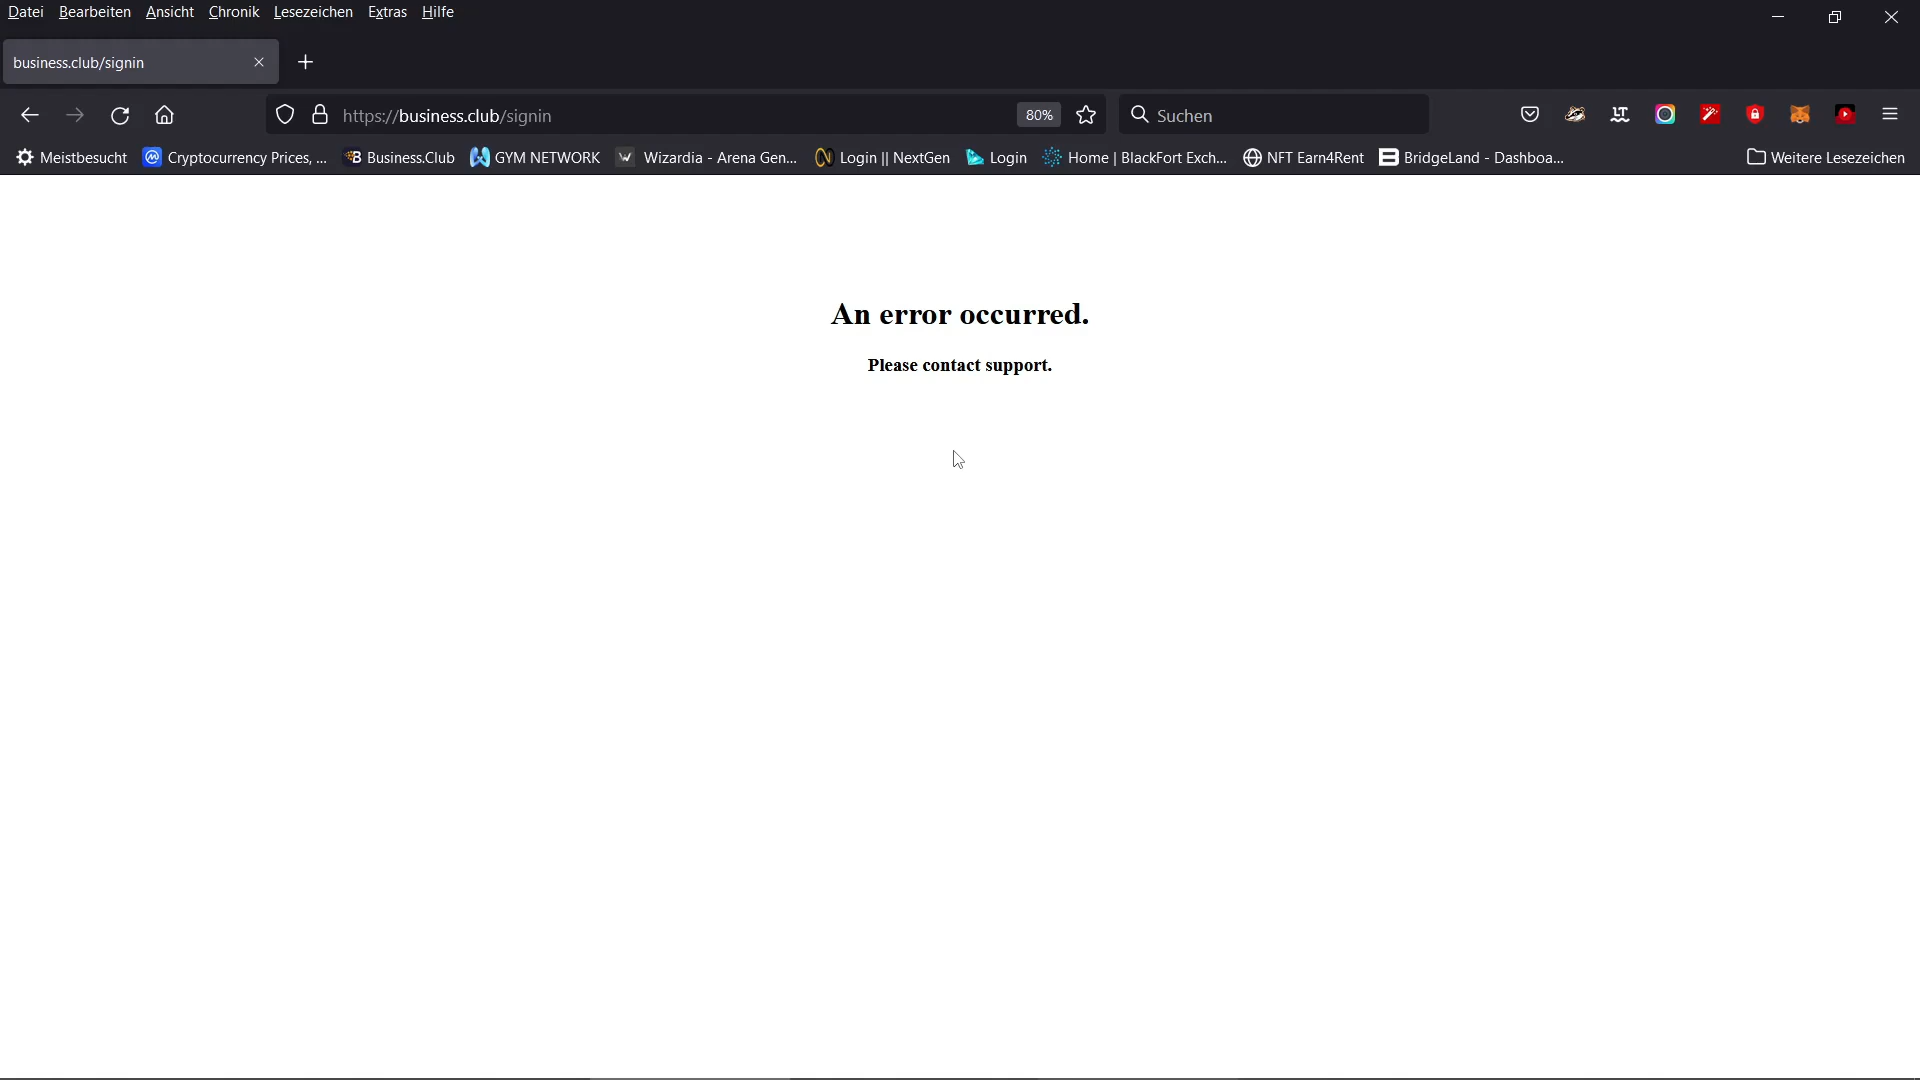 Datei Bearbeiten Ansicht Chronik Lesezeichen Extras Hilfe
business.club/signin
https://business.club/signin 80% Suchen
Meistbesucht Cryptocurrency Prices, ... Business.Club GYM NETWORK Wizardia - Arena Gen... Login || NextGen Login Home | BlackFort Exch... NFT Earn4Rent BridgeLand - Dashboa... Weitere Lesezeichen
An error occurred.
Please contact support.